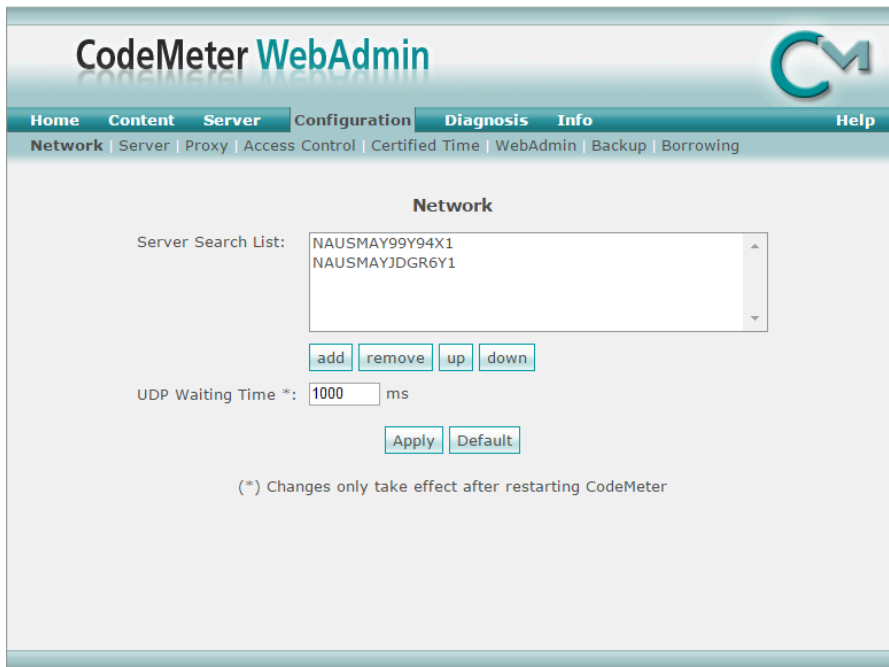 CodeMeter WebAdmin
CM
Home Content Server Configuration Diagnosis Info Help
Network | Server | Proxy | Access Control | Certified Time | WebAdmin | Backup | Borrowing
Network
Server Search List:
NAUSMAY99Y94X1
NAUSMAYJDGR6Y1
add remove up down
UDP Waiting Time *: 1000 ms
Apply Default
(*) Changes only take effect after restarting CodeMeter